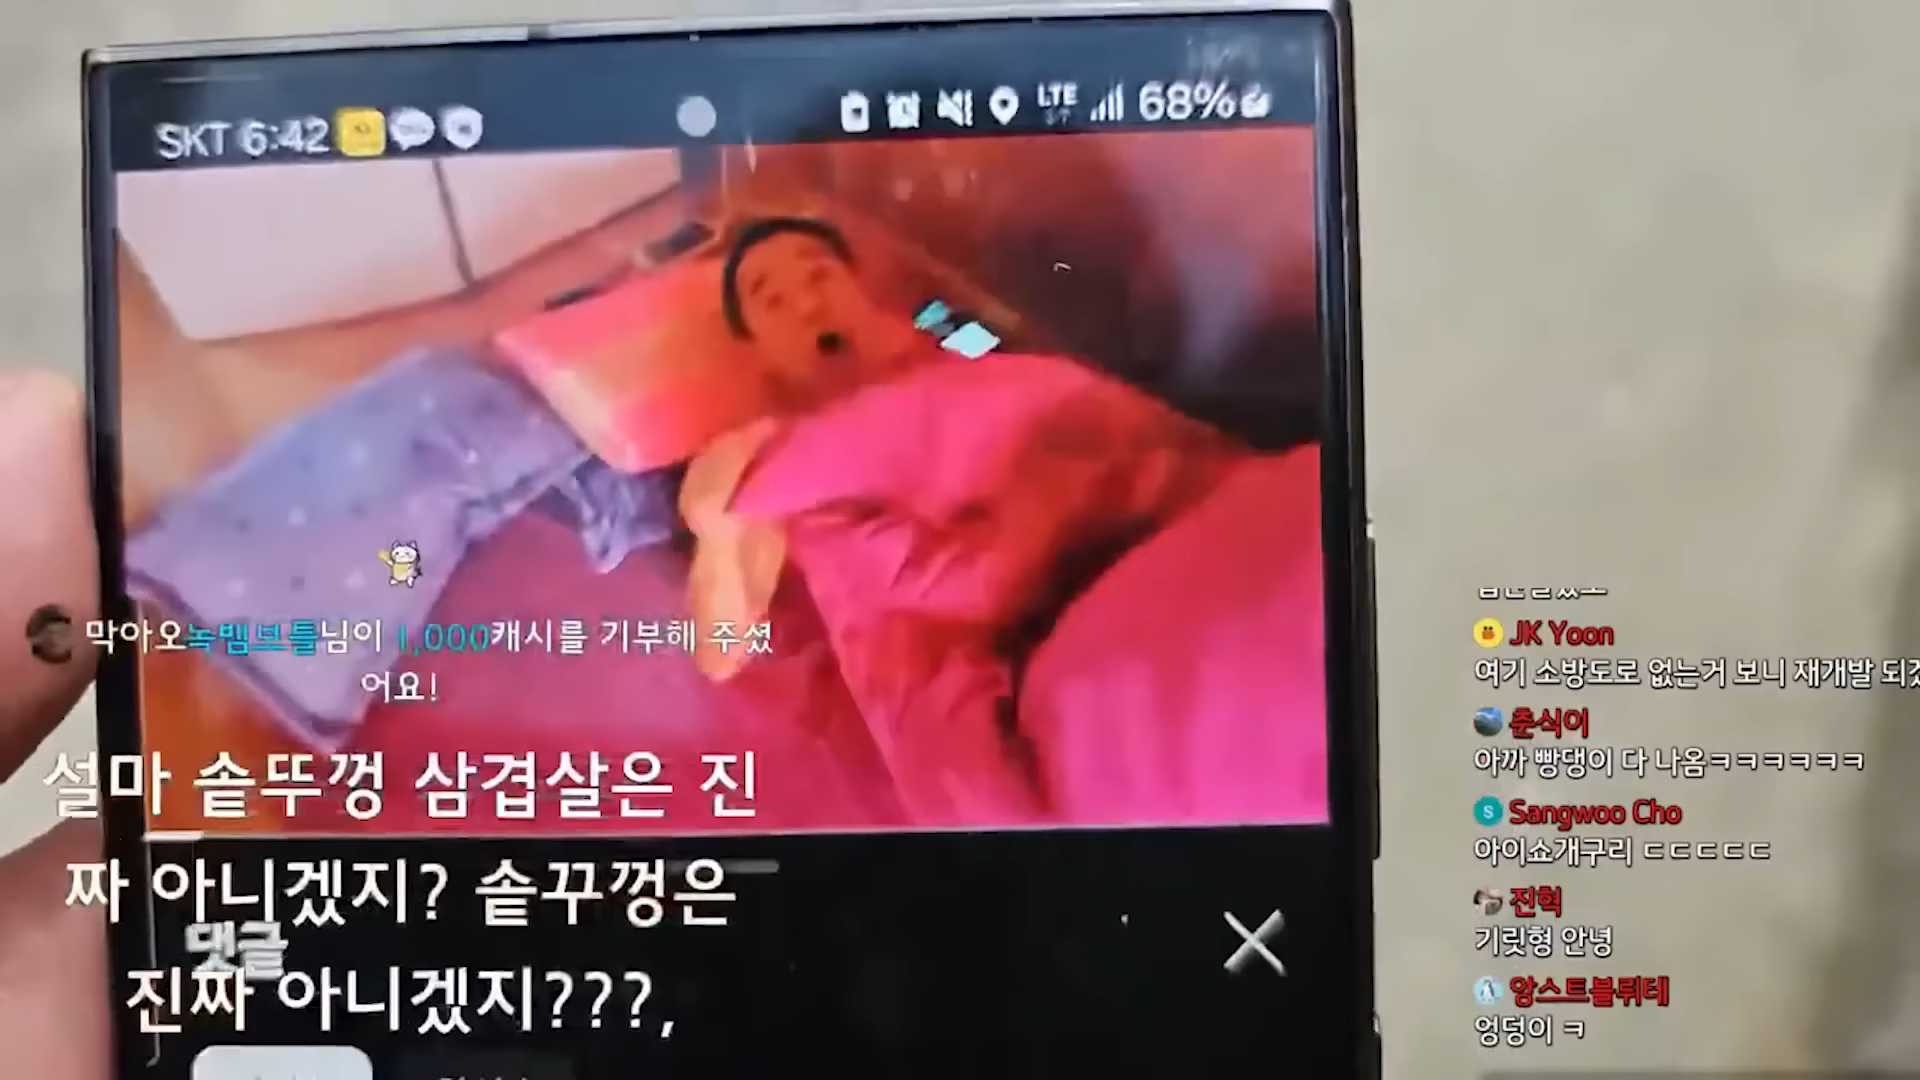 SKT 6:42
LTE
68%
막아오녹뱀브틀님이 1,000캐시를 기부해 주셨
어요!
설마 솥뚜껑 삼겹살은 진
짜 아니겠지? 솥꾸껑은
진짜 아니겠지???,
댓글
JK Yoon
여기 소방도로 없는거 보니 재개발 되
춘식이
아까 빵댕이 다 나옴ㅋㅋㅋㅋㅋㅋ
S
Sangwoo Cho
아이쇼개구리 ㄷㄷㄷㄷㄷ
진혁
기릿형 안녕
앙스트블뤼테
엉덩이 ㅋ